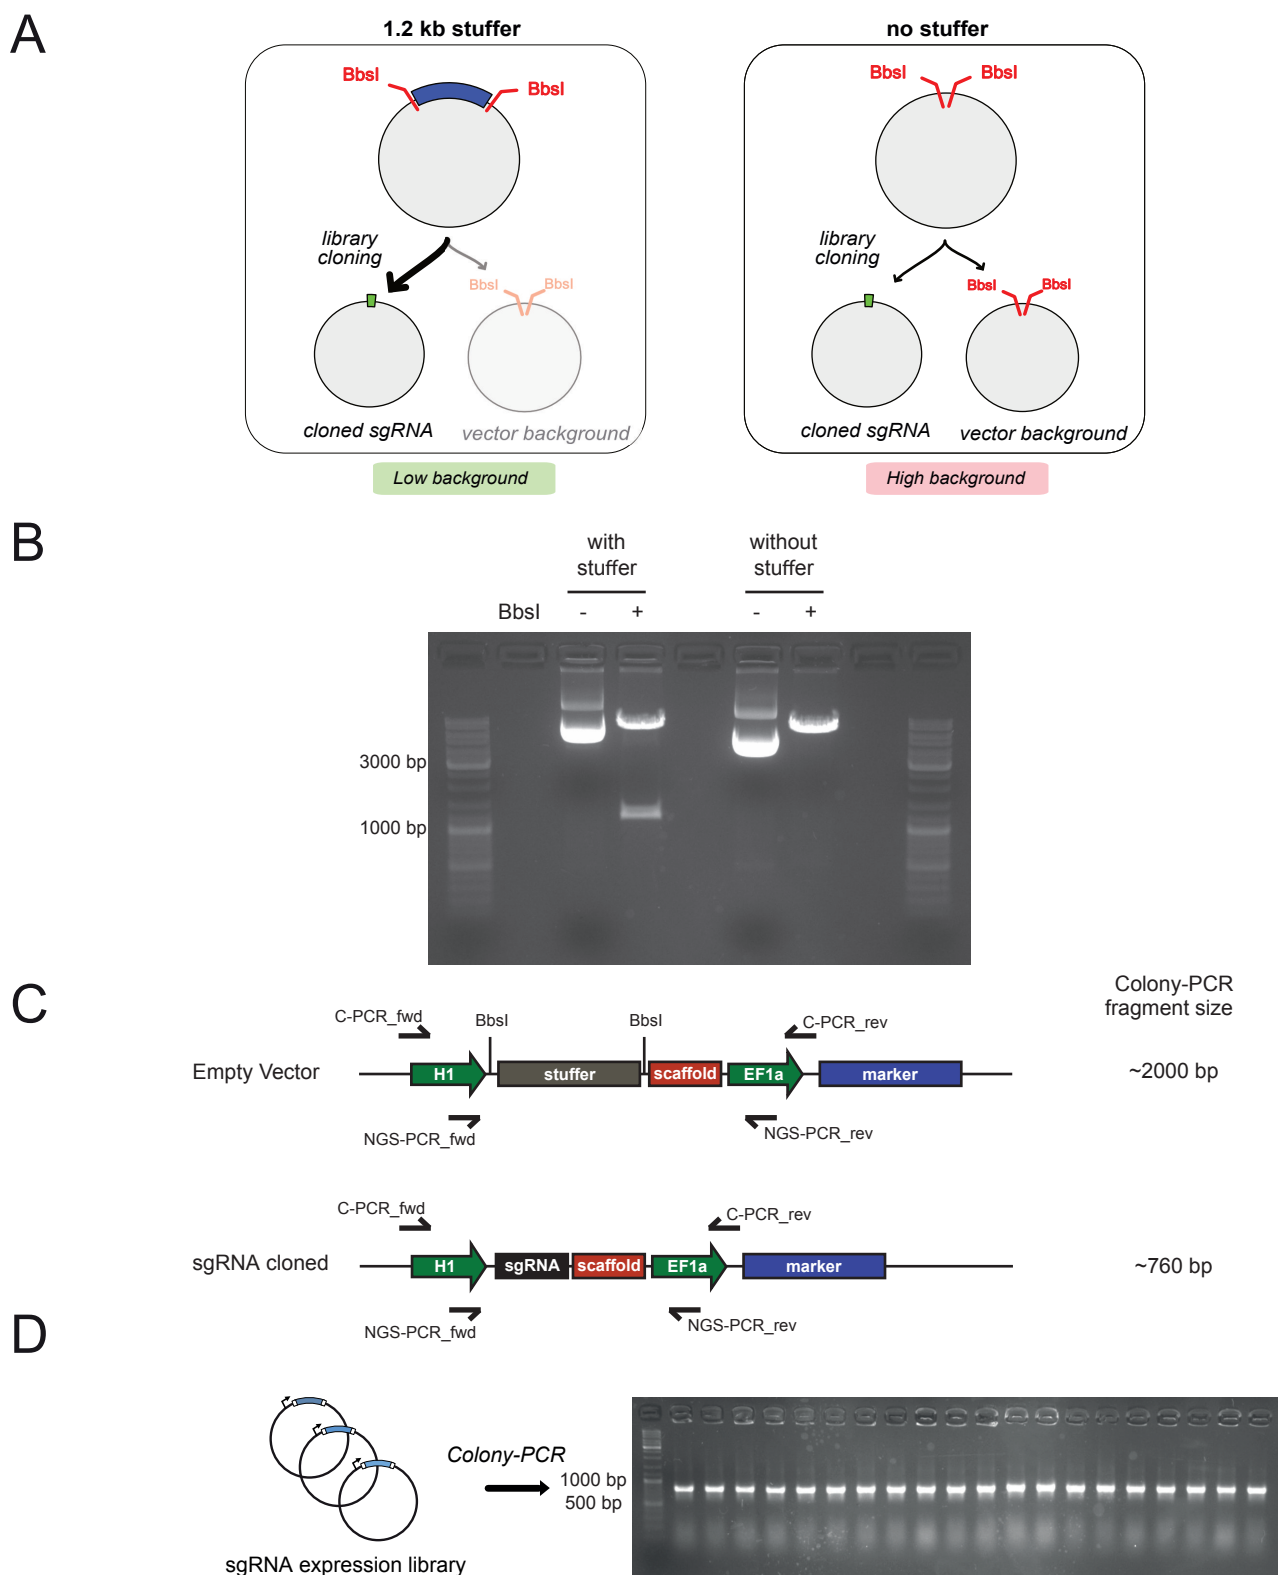 A
1.2 kb stuffer
no stuffer
BbsI
BbsI
BbsI
BbsI
library
cloning
library
cloning
BbsI
BbsI
BbsI
BbsI
cloned sgRNA
vector background
cloned sgRNA
vector background
Low background
High background
B
with
stuffer
without
stuffer
BbsI
-
+
-
+
3000 bp
1000 bp
C
Colony-PCR
fragment size
C-PCR_fwd
BbsI
BbsI
C-PCR_rev
Empty Vector
H1
stuffer
scaffold
EF1a
marker
~2000 bp
NGS-PCR_fwd
NGS-PCR_rev
C-PCR_fwd
C-PCR_rev
sgRNA cloned
H1
sgRNA
scaffold
EF1a
marker
~760 bp
NGS-PCR_fwd
NGS-PCR_rev
D
Colony-PCR
1000 bp
500 bp
sgRNA expression library